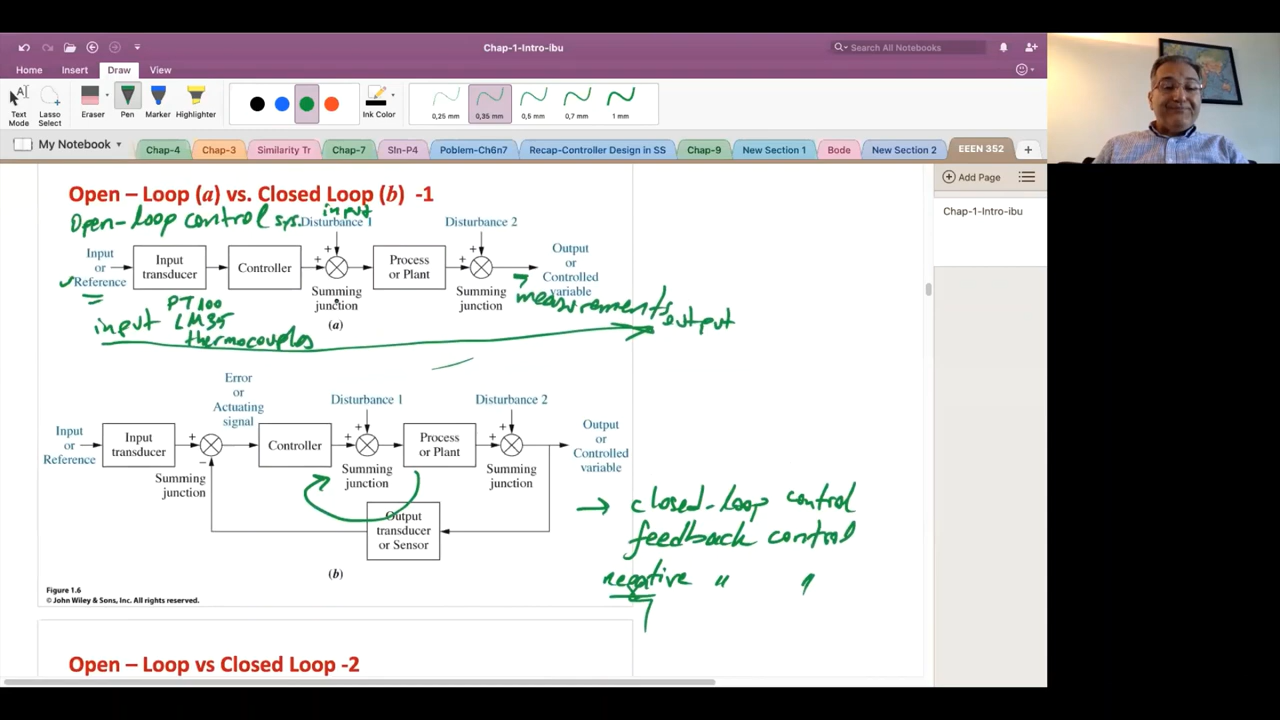 Chap-1-Intro-ibu
Search All Notebooks
Home Insert Draw View
Text Mode
Lasso Select
Eraser
Pen
Marker
Highlighter
Ink Color
0,25 mm
0,35 mm
0,5 mm
0,7 mm
1 mm
My Notebook
Chap-4
Chap-3
Similarity Tr
Chap-7
SIn-P4
Poblem-Ch6n7
Recap-Controller Design in SS
Chap-9
New Section 1
Bode
New Section 2
EEEN 352
Add Page
Chap-1-Intro-ibu
Open – Loop (a) vs. Closed Loop (b) -1
Open-loop control sys.
input
Disturbance 1
Disturbance 2
Input
or
Reference
Input
transducer
Controller
+
+
Summing
junction
Process
or Plant
+
+
Summing
junction
Output
or
Controlled
variable
measurements
output
input
PT100
LM35
thermocouples
(a)
Error
or
Actuating
signal
Disturbance 1
Disturbance 2
Input
or
Reference
Input
transducer
+
–
Summing
junction
Controller
+
+
Summing
junction
Process
or Plant
+
+
Summing
junction
Output
or
Controlled
variable
Output
transducer
or Sensor
(b)
closed-loop control
feedback control
negative " "
Figure 1.6
© John Wiley & Sons, Inc. All rights reserved.
Open – Loop vs Closed Loop -2